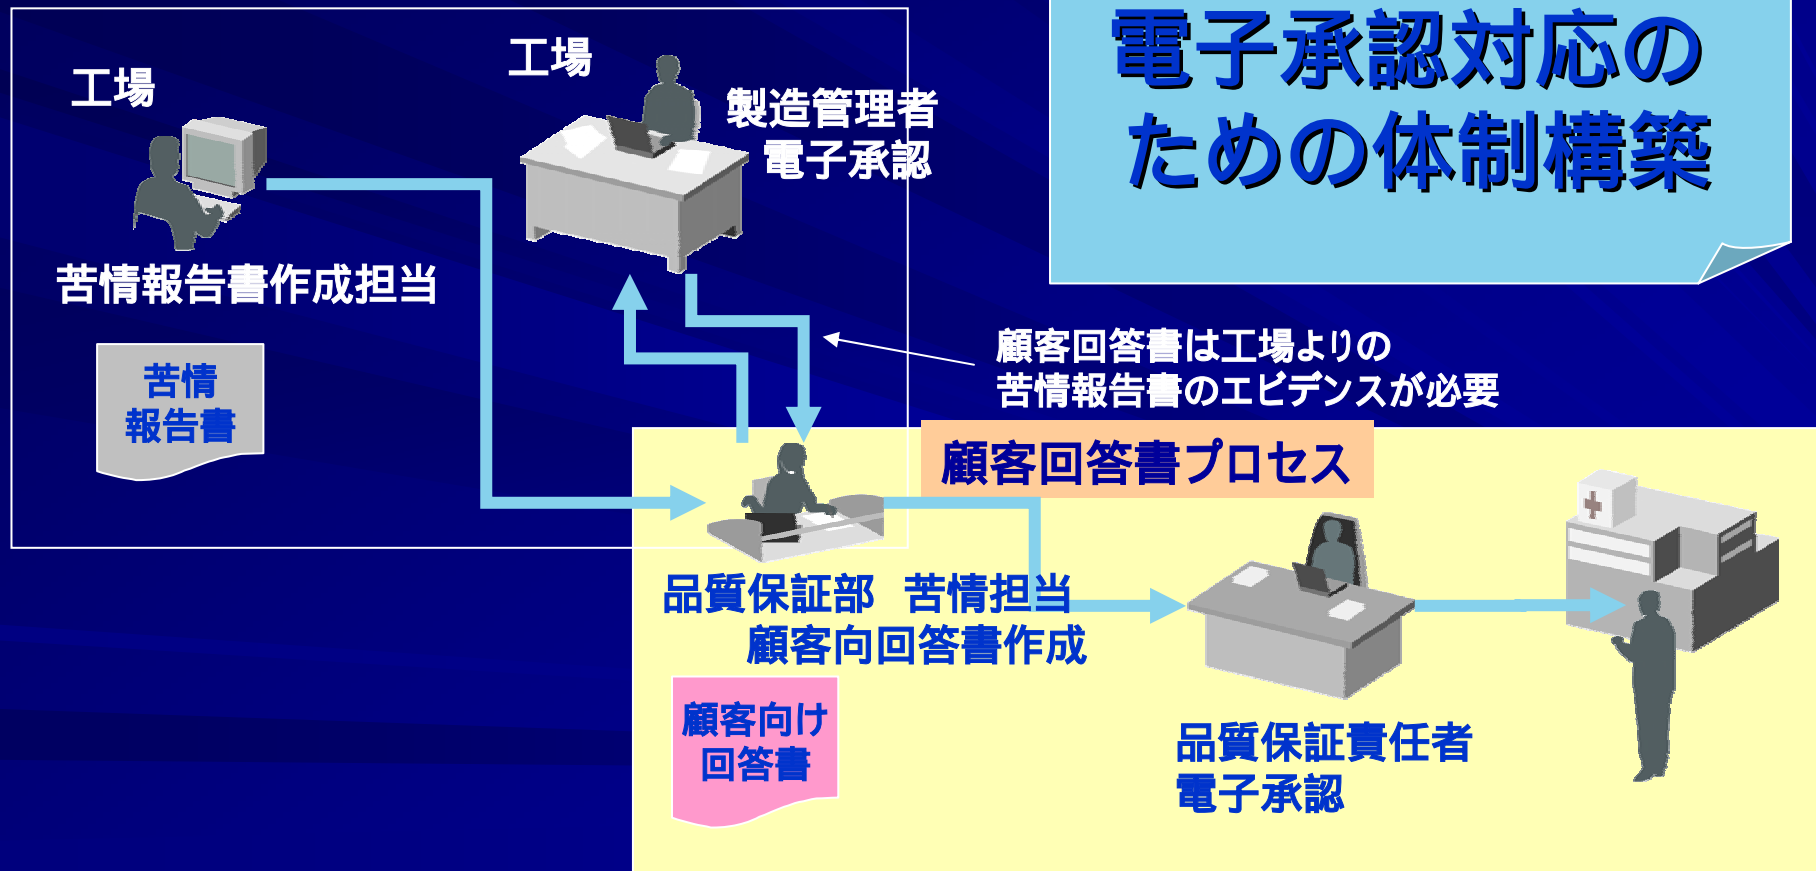 電子承認対応の
ための体制構築
工場
苦情報告書作成担当
苦情
報告書
工場
製造管理者
電子承認
顧客回答書は工場よりの
苦情報告書のエビデンスが必要
顧客回答書プロセス
品質保証部　苦情担当
顧客向回答書作成
顧客向け
回答書
品質保証責任者
電子承認